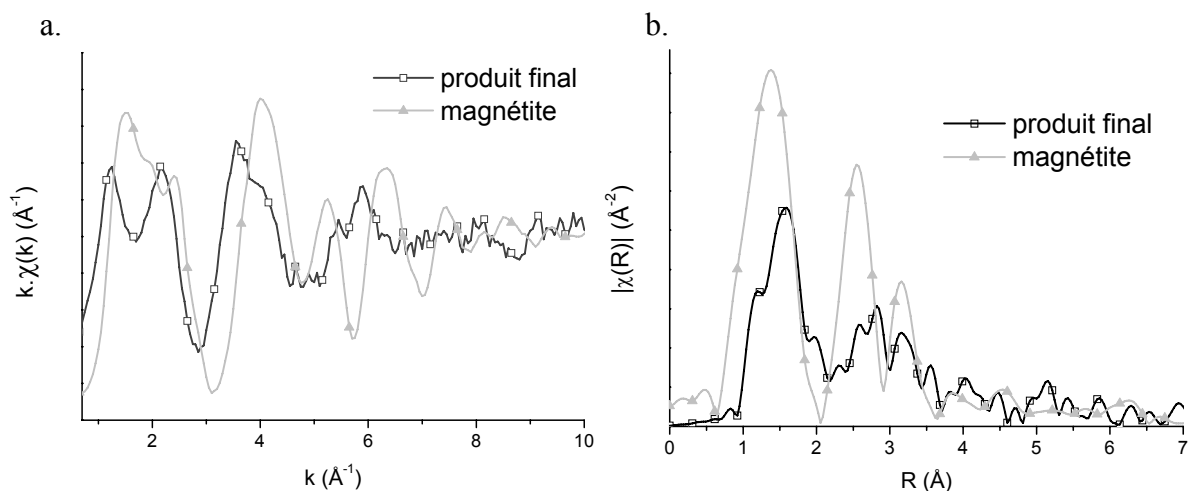 a.
produit final
magnétite
k.χ(k) (Å⁻¹)
2
4
6
8
10
k (Å⁻¹)
b.
produit final
magnétite
|χ(R)| (Å⁻²)
0
1
2
3
4
5
6
7
R (Å)